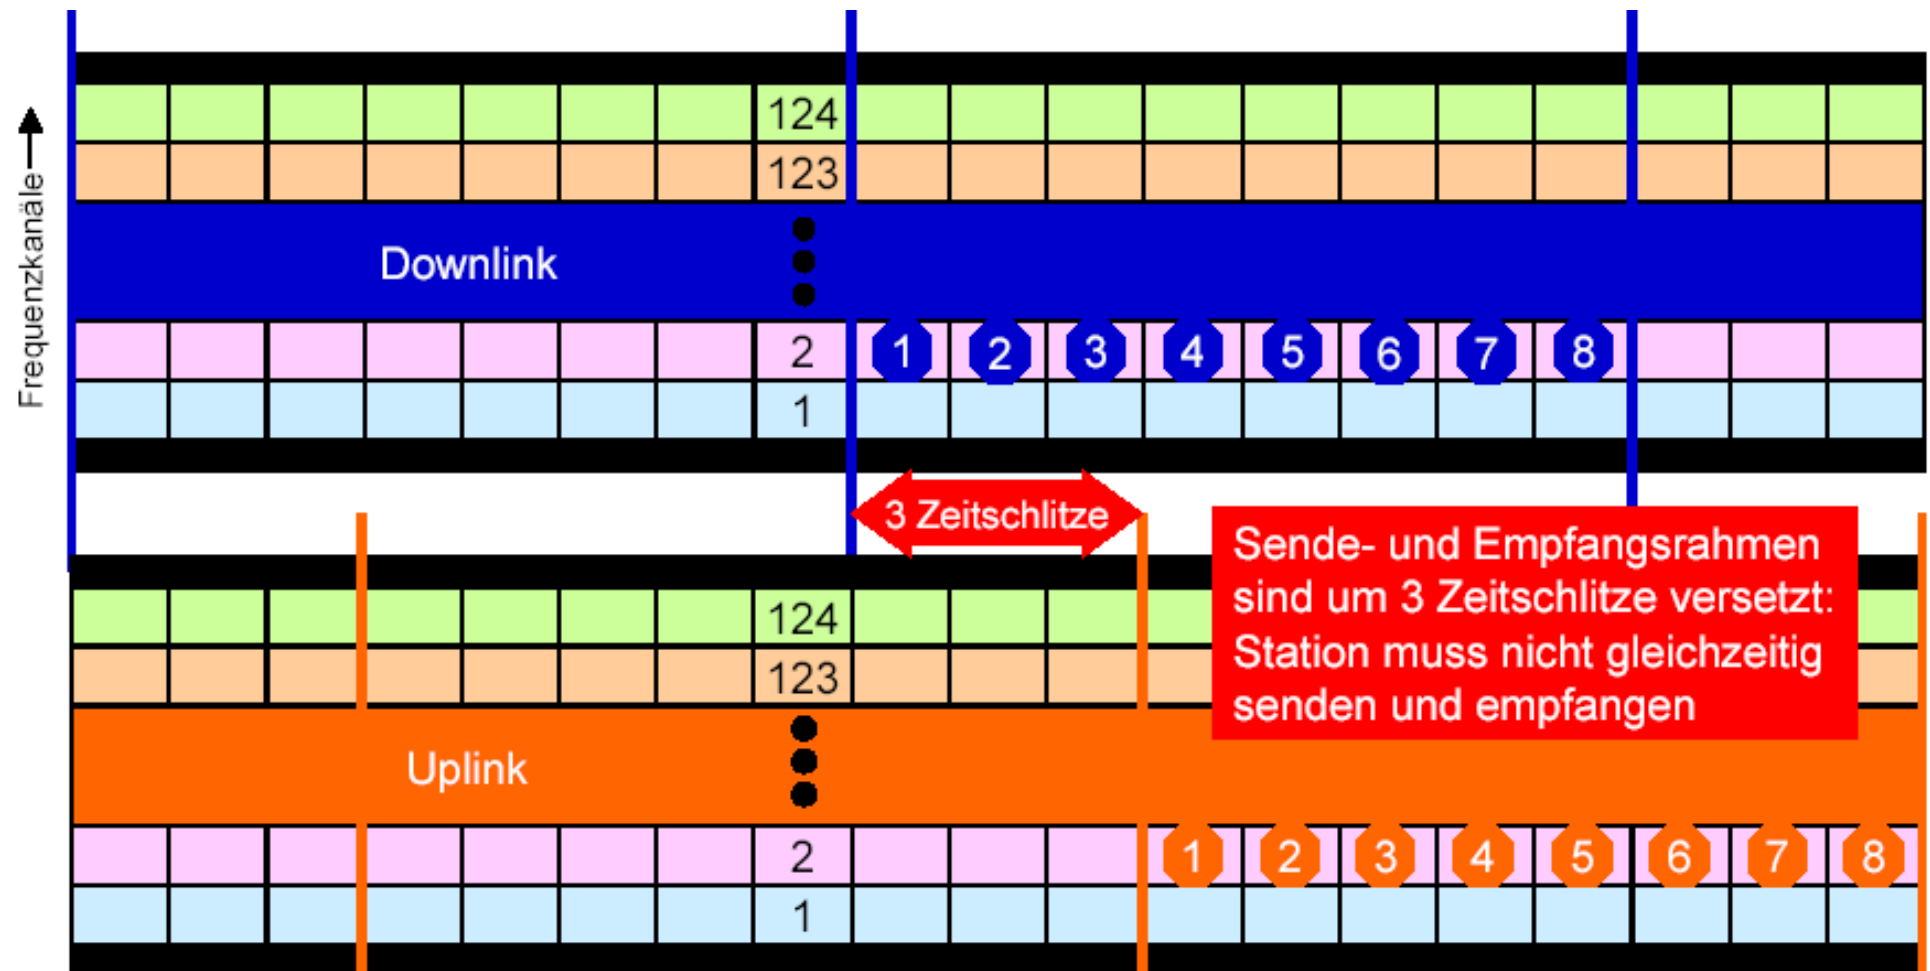 Frequenzkanäle
124
123
Downlink
2 1 2 3 4 5 6 7 8
1
3 Zeitschlitze
Sende- und Empfangsrahmen
sind um 3 Zeitschlitze versetzt:
Station muss nicht gleichzeitig
senden und empfangen
124
123
Uplink
2 1 2 3 4 5 6 7 8
1